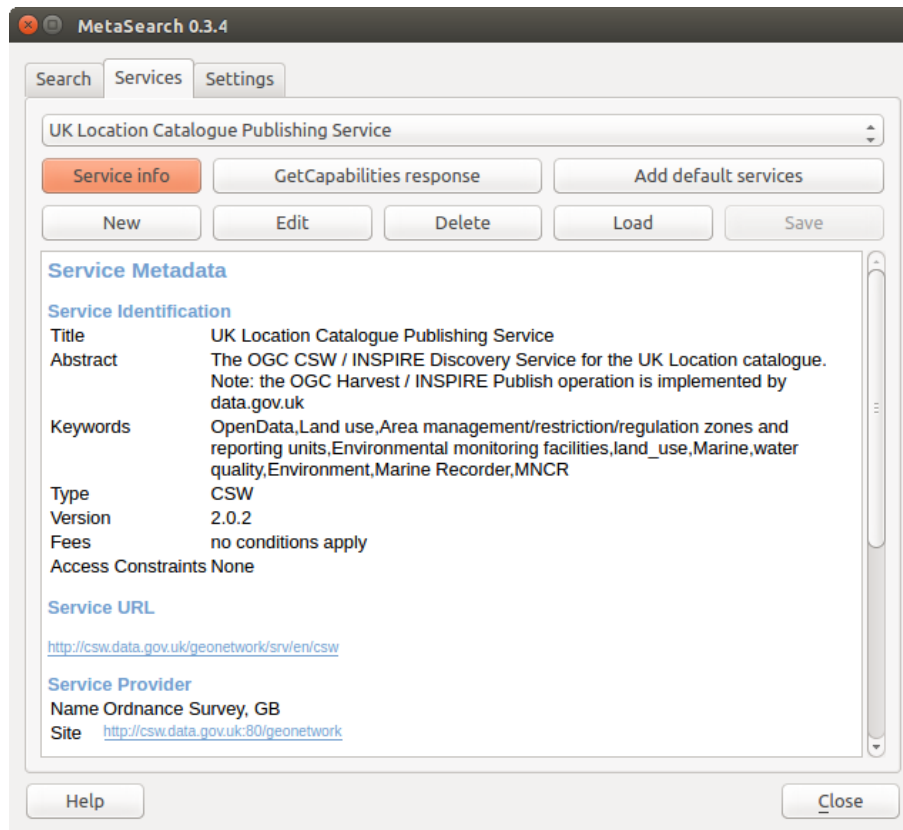 MetaSearch 0.3.4
Search Services Settings
UK Location Catalogue Publishing Service
Service info GetCapabilities response Add default services
New Edit Delete Load Save
Service Metadata
Service Identification
Title UK Location Catalogue Publishing Service
Abstract The OGC CSW / INSPIRE Discovery Service for the UK Location catalogue.
Note: the OGC Harvest / INSPIRE Publish operation is implemented by
data.gov.uk
Keywords OpenData,Land use,Area management/restriction/regulation zones and
reporting units,Environmental monitoring facilities,land_use,Marine,water
quality,Environment,Marine Recorder,MNCR
Type CSW
Version 2.0.2
Fees no conditions apply
Access Constraints None
Service URL
http://csw.data.gov.uk/geonetwork/srv/en/csw
Service Provider
Name Ordnance Survey, GB
Site http://csw.data.gov.uk:80/geonetwork
Help Close